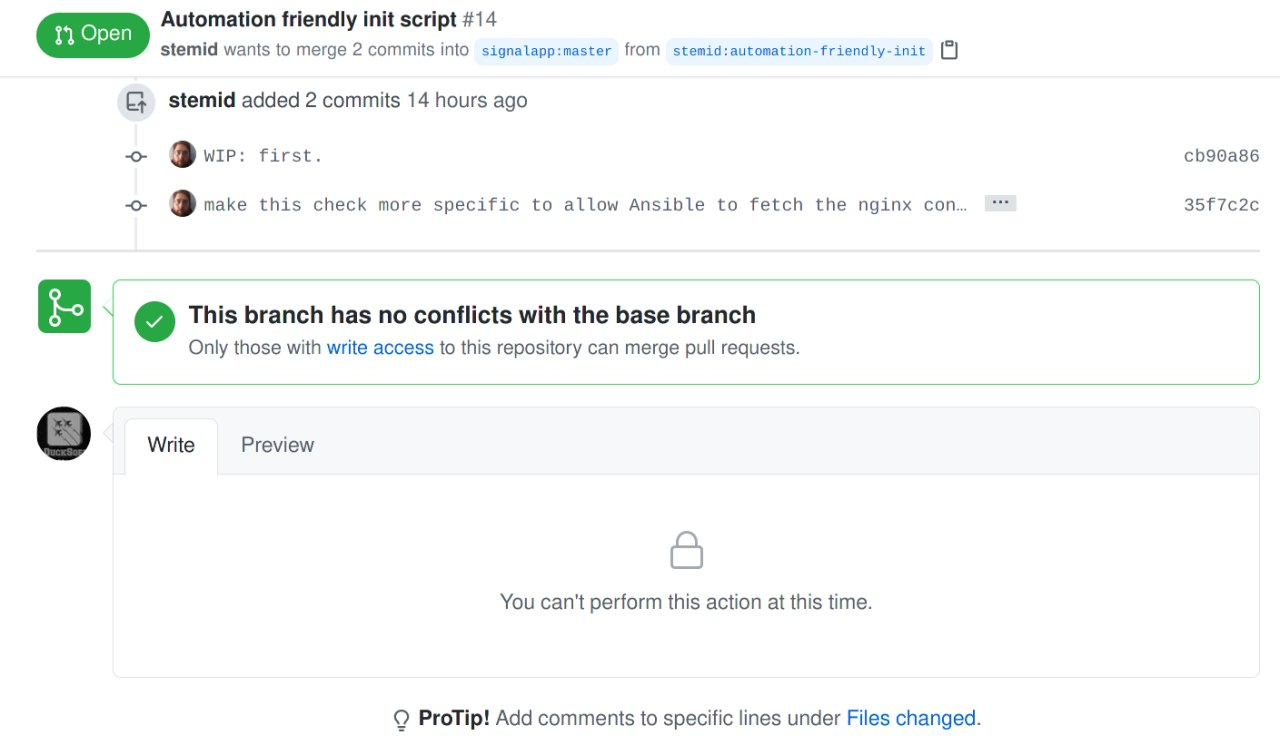 Open
Automation friendly init script #14
stemid wants to merge 2 commits into signalapp:master from stemid:automation-friendly-init
stemid added 2 commits 14 hours ago
WIP: first. cb90a86
make this check more specific to allow Ansible to fetch the nginx con… ... 35f7c2c
This branch has no conflicts with the base branch
Only those with write access to this repository can merge pull requests.
DUCKSOF
Write Preview
You can't perform this action at this time.
ProTip! Add comments to specific lines under Files changed.